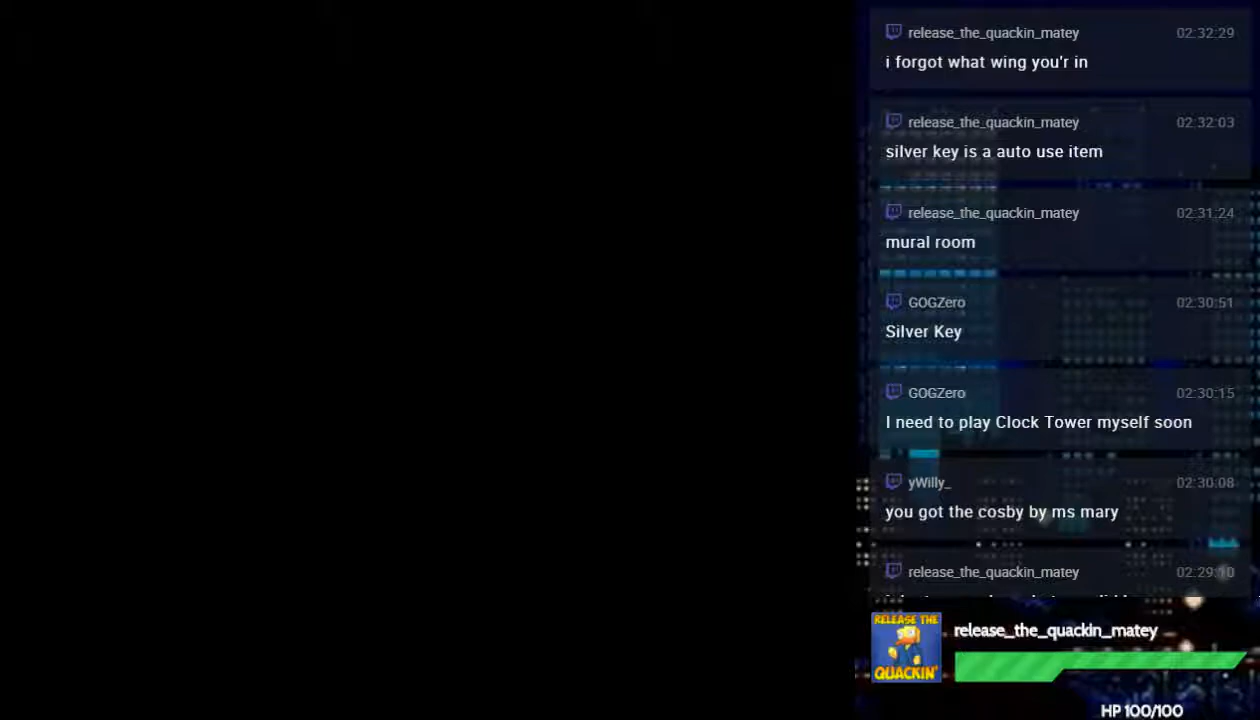 release_the_quackin_matey 02:32:29
i forgot what wing you'r in
release_the_quackin_matey 02:32:03
silver key is a auto use item
release_the_quackin_matey 02:31:24
mural room
GOGZero 02:30:51
Silver Key
GOGZero 02:30:15
I need to play Clock Tower myself soon
yWilly_ 02:30:08
you got the cosby by ms mary
release_the_quackin_matey 02:29:10
RELEASE THE
QUACKIN'
release_the_quackin_matey
HP 100/100